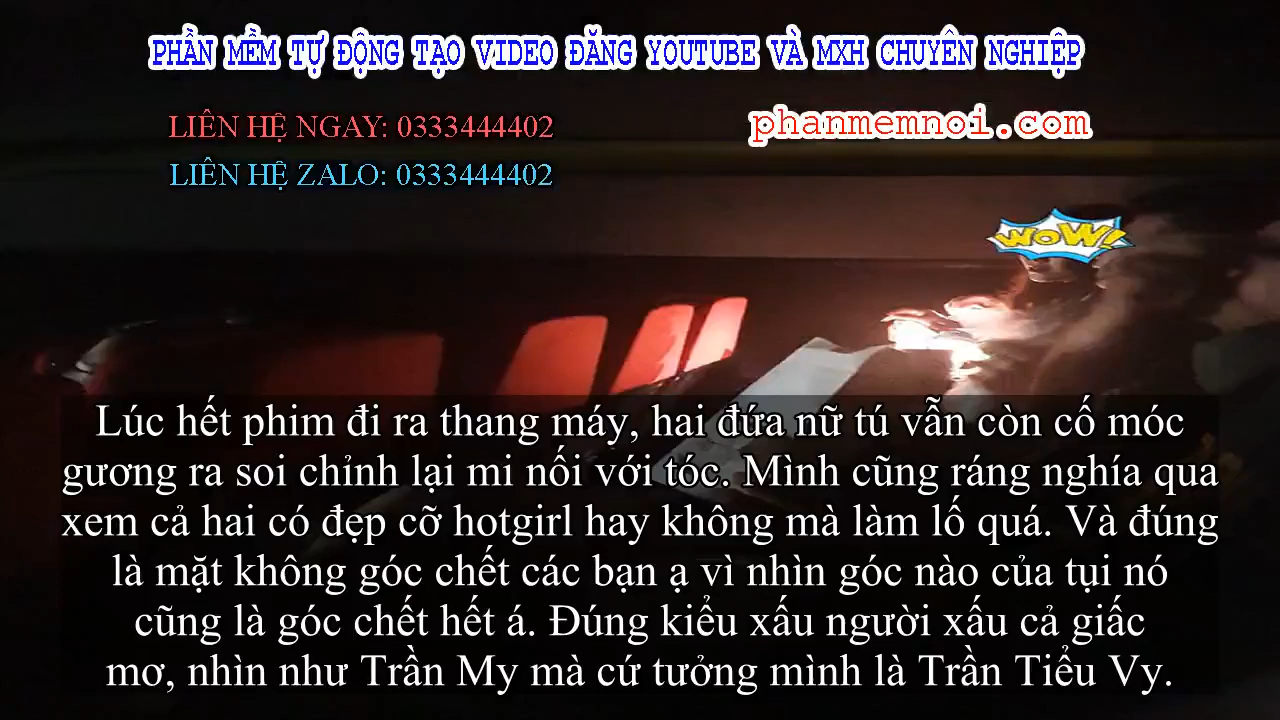 PHẦN MỀM TỰ ĐỘNG TẠO VIDEO ĐĂNG YOUTUBE VÀ MXH CHUYÊN NGHIỆP
LIÊN HỆ NGAY: 0333444402
phanmemnoi.com
LIÊN HỆ ZALO: 0333444402
WOW!
Lúc hết phim đi ra thang máy, hai đứa nữ tú vẫn còn cố móc
gương ra soi chỉnh lại mi nối với tóc. Mình cũng ráng nghía qua
xem cả hai có đẹp cỡ hotgirl hay không mà làm lố quá. Và đúng
là mặt không góc chết các bạn ạ vì nhìn góc nào của tụi nó
cũng là góc chết hết á. Đúng kiểu xấu người xấu cả giấc
mơ, nhìn như Trần My mà cứ tưởng mình là Trần Tiểu Vy.